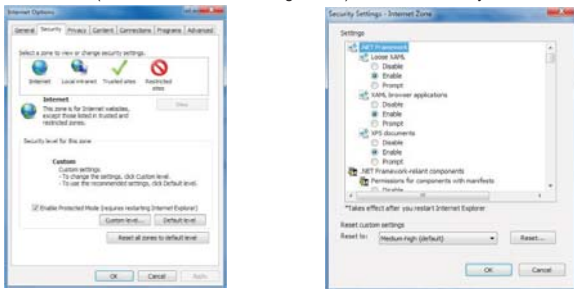 Internet Options
General Security Privacy Content Connections Programs Advanced
Select a zone to view or change security settings.
Internet Local intranet Trusted sites Restricted sites
Internet
This zone is for Internet websites,
except those listed in trusted and
restricted zones.
Sites
Security level for this zone
Custom
Custom settings.
- To change the settings, click Custom level.
- To use the recommended settings, click Default level.
Enable Protected Mode (requires restarting Internet Explorer)
Custom level... Default level
Reset all zones to default level
OK Cancel Apply
Security Settings - Internet Zone
Settings
.NET Framework
Loose XAML
Disable
Enable
Prompt
XAML browser applications
Disable
Enable
Prompt
XPS documents
Disable
Enable
Prompt
.NET Framework-reliant components
Permissions for components with manifests
Disable
*Takes effect after you restart Internet Explorer
Reset custom settings
Reset to: Medium-high (default) Reset...
OK Cancel